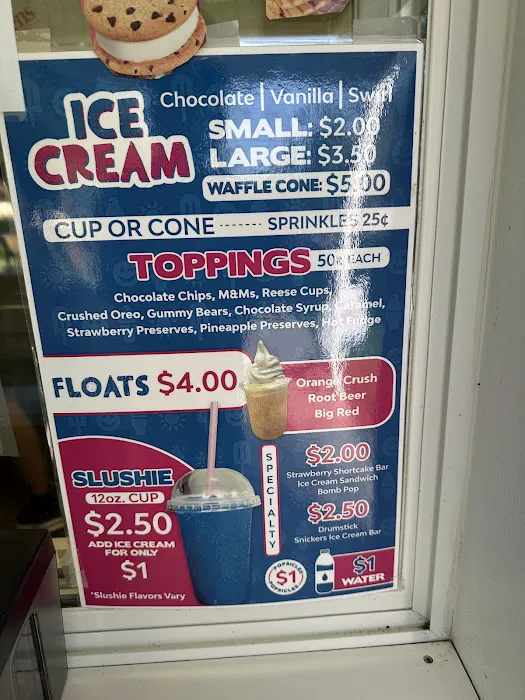 Chocolate | Vanilla | Swirl
ICE
CREAM
SMALL: $2.00
LARGE: $3.50
WAFFLE CONE: $5.00
CUP OR CONE ------- SPRINKLES 25¢
TOPPINGS 50¢ EACH
Chocolate Chips, M&Ms, Reese Cups,
Crushed Oreo, Gummy Bears, Chocolate Syrup, Caramel,
Strawberry Preserves, Pineapple Preserves, Hot Fudge
FLOATS $4.00
Orange Crush
Root Beer
Big Red
SLUSHIE
12oz. CUP
$2.50
ADD ICE CREAM
FOR ONLY
$1
*Slushie Flavors Vary
SPECIALTY
$2.00
Strawberry Shortcake Bar
Ice Cream Sandwich
Bomb Pop
$2.50
Drumstick
Snickers Ice Cream Bar
POPSICLES
$1
POPSICLES
$1
WATER